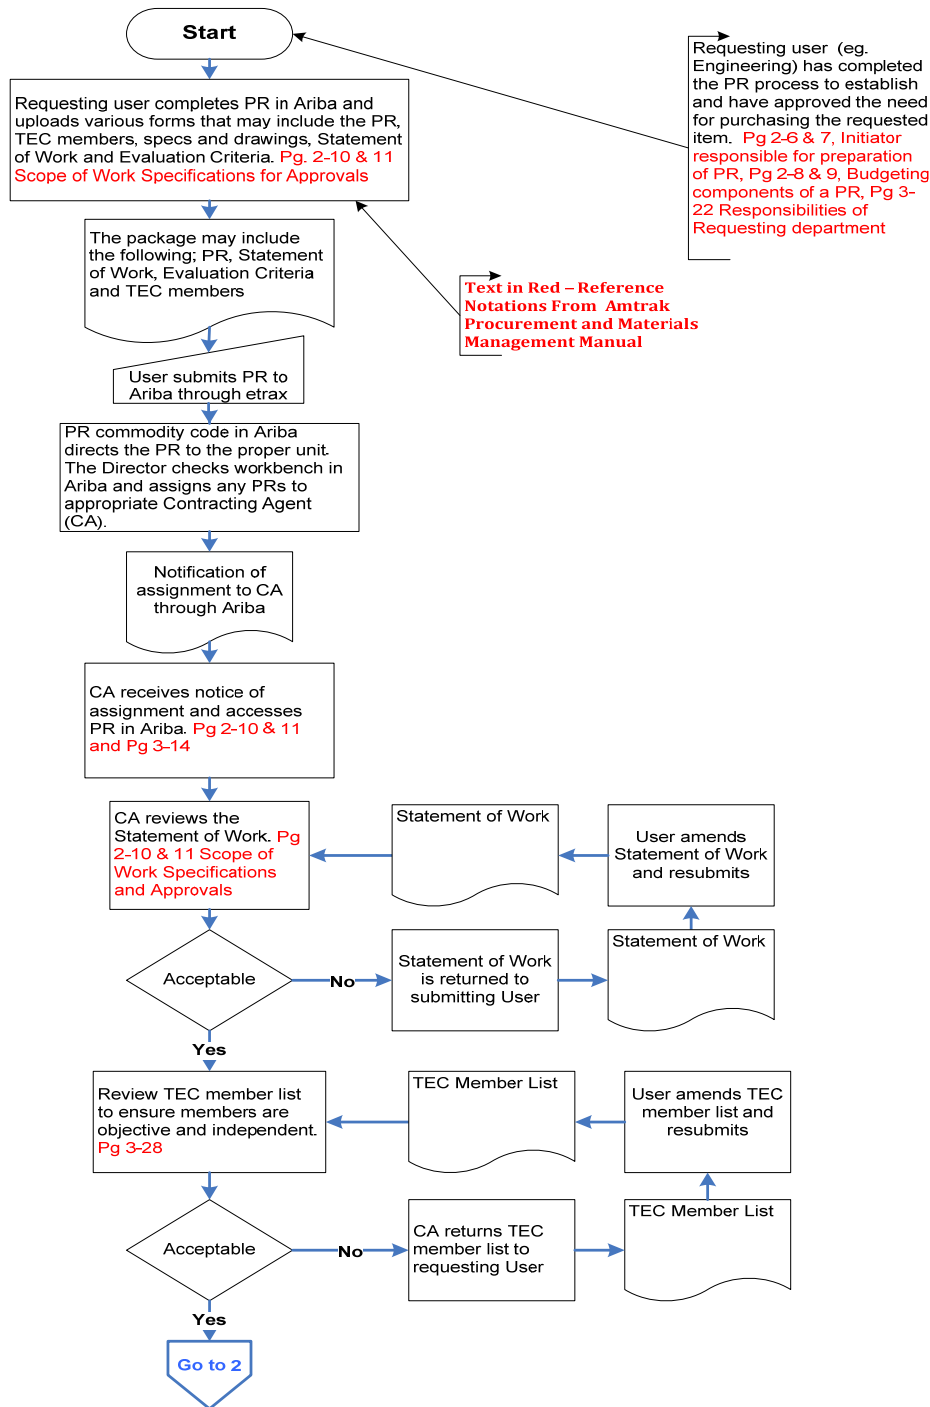 Start
Requesting user (eg.
Engineering) has completed
the PR process to establish
and have approved the need
for purchasing the requested
item. Pg 2-6 & 7, Initiator
responsible for preparation
of PR, Pg 2-8 & 9, Budgeting
components of a PR, Pg 3-
22 Responsibilities of
Requesting department
Requesting user completes PR in Ariba and
uploads various forms that may include the PR,
TEC members, specs and drawings, Statement
of Work and Evaluation Criteria. Pg. 2-10 & 11
Scope of Work Specifications for Approvals
The package may include
the following; PR, Statement
of Work, Evaluation Criteria
and TEC members
Text in Red – Reference
Notations From Amtrak
Procurement and Materials
Management Manual
User submits PR to
Ariba through etrax
PR commodity code in Ariba
directs the PR to the proper unit.
The Director checks workbench in
Ariba and assigns any PRs to
appropriate Contracting Agent
(CA).
Notification of
assignment to CA
through Ariba
CA receives notice of
assignment and accesses
PR in Ariba. Pg 2-10 & 11
and Pg 3-14
CA reviews the
Statement of Work. Pg
2-10 & 11 Scope of
Work Specifications
and Approvals
Statement of Work
User amends
Statement of Work
and resubmits
Acceptable
No
Statement of Work
is returned to
submitting User
Statement of Work
Yes
Review TEC member list
to ensure members are
objective and independent.
Pg 3-28
TEC Member List
User amends TEC
member list and
resubmits
Acceptable
No
CA returns TEC
member list to
requesting User
TEC Member List
Yes
Go to 2